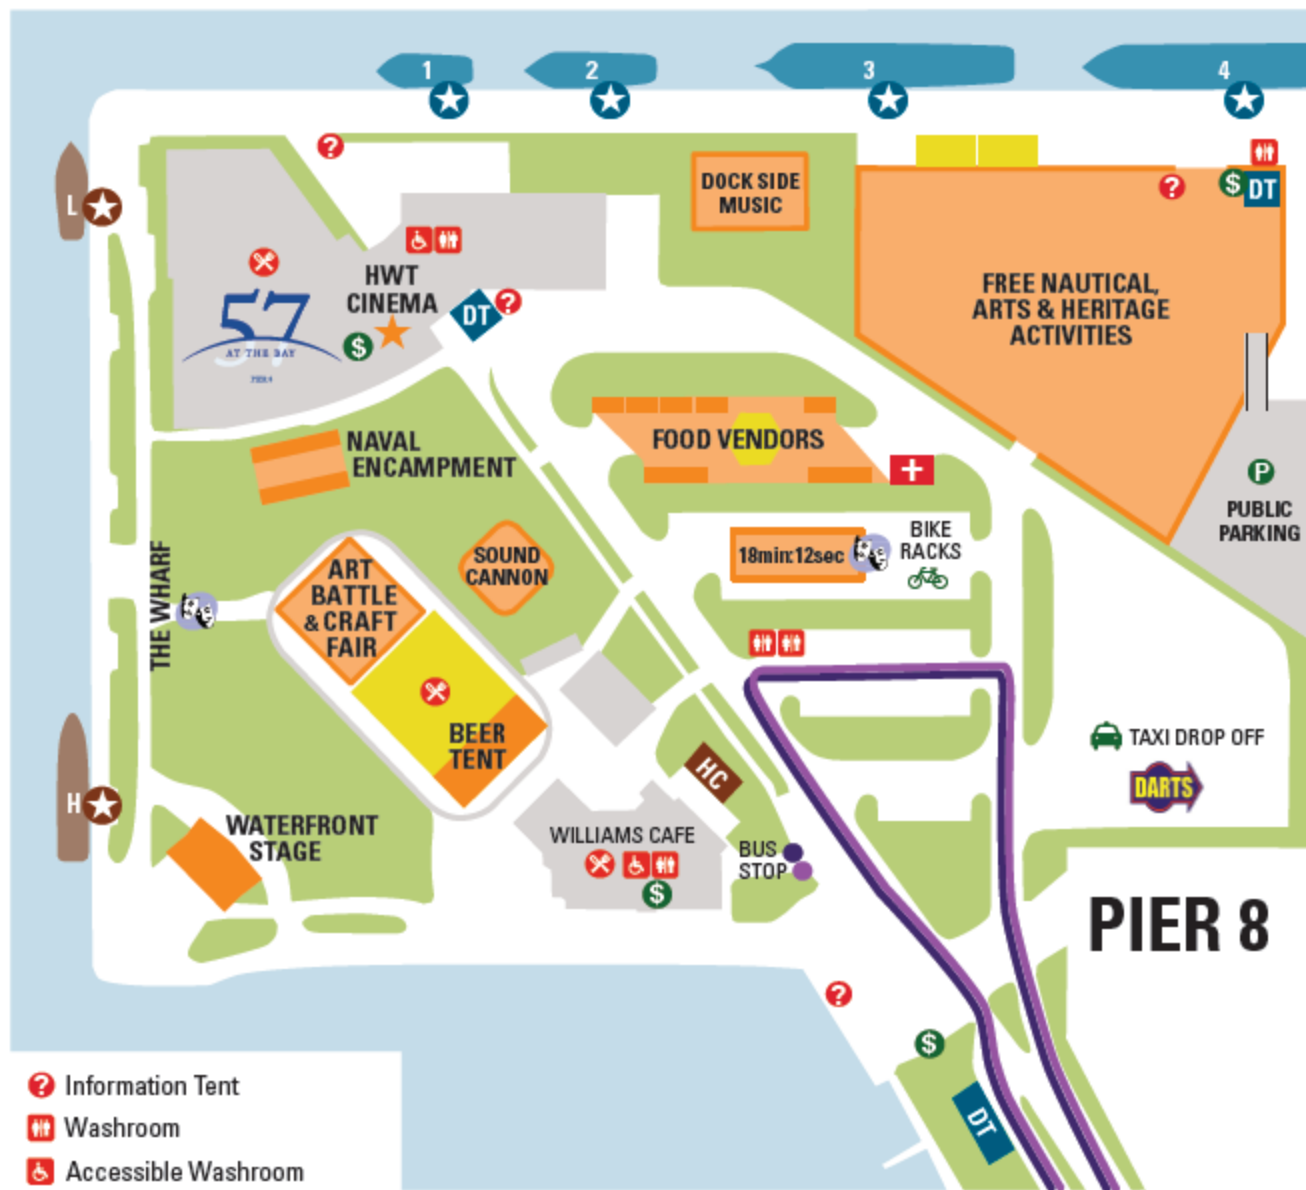 1
2
3
4
L
DOCK SIDE
MUSIC
DT
HWT
CINEMA
57
AT THE BAY
PIER 8
$
DT
?
?
?
$
FREE NAUTICAL,
ARTS & HERITAGE
ACTIVITIES
NAVAL
ENCAMPMENT
FOOD VENDORS
P
PUBLIC
PARKING
SOUND
CANNON
18min:12sec
BIKE
RACKS
THE WHARF
ART
BATTLE
& CRAFT
FAIR
BEER
TENT
H
HC
TAXI DROP OFF
DARTS
WATERFRONT
STAGE
WILLIAMS CAFE
$
BUS
STOP
PIER 8
?
$
DT
? Information Tent
Washroom
Accessible Washroom